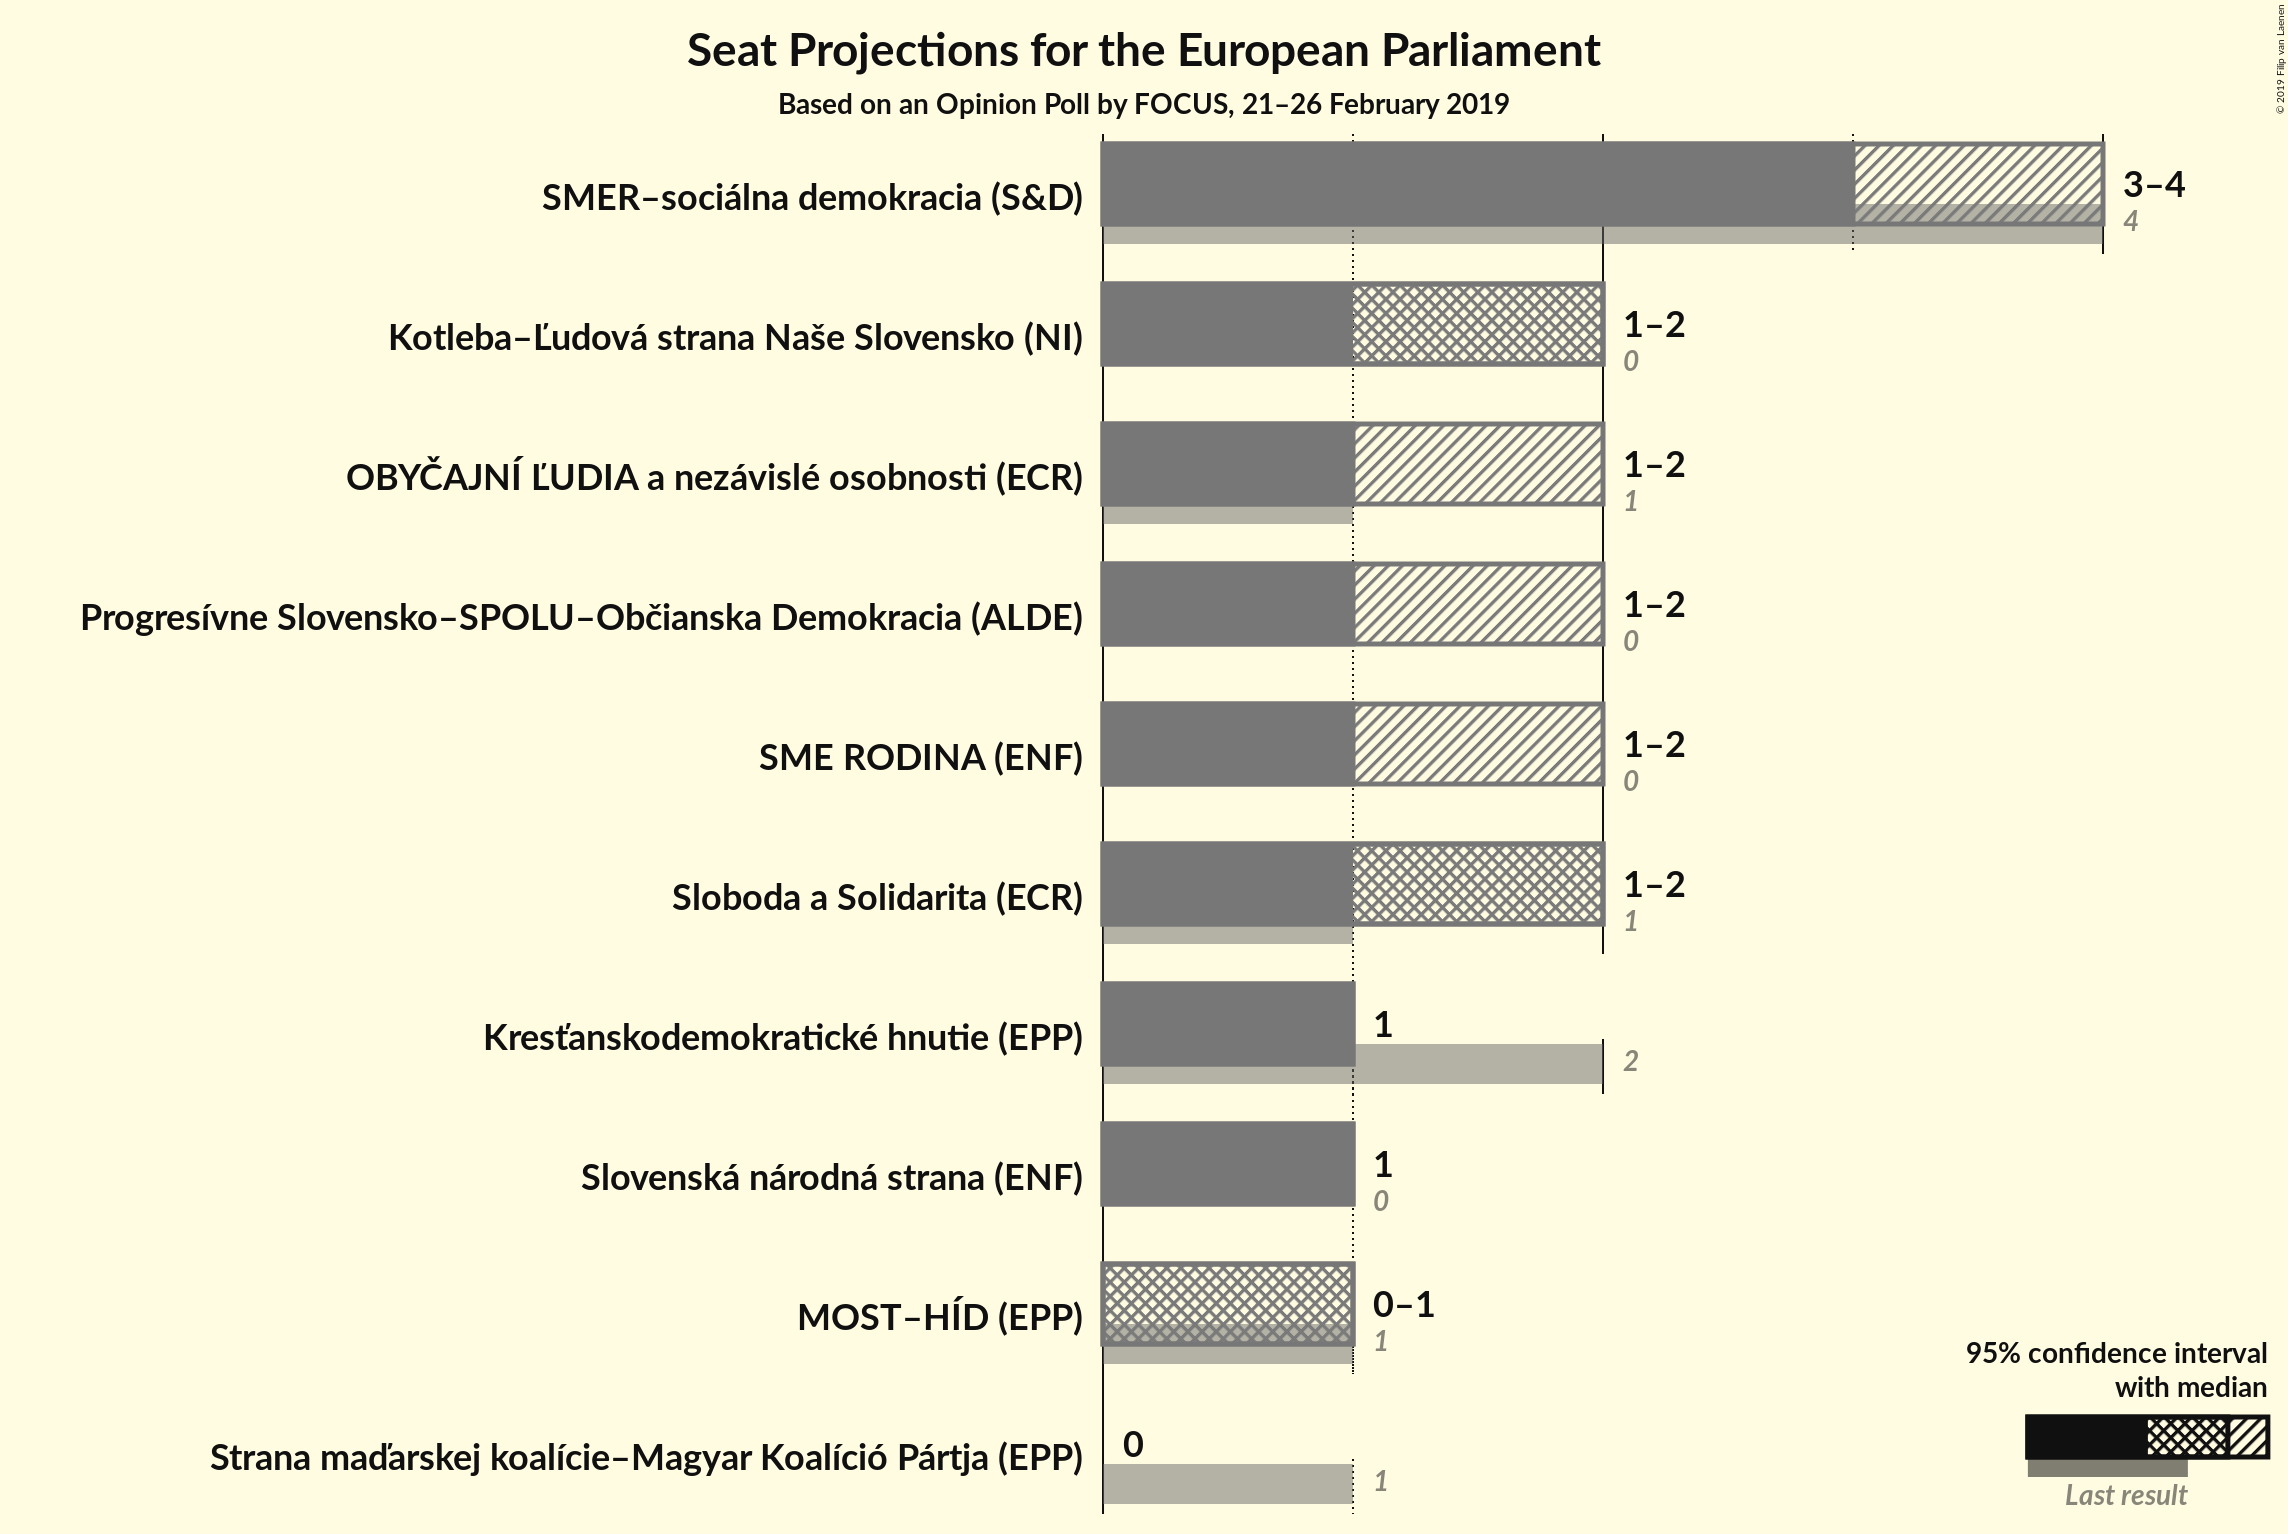 Seat Projections for the European Parliament
Based on an Opinion Poll by FOCUS, 21–26 February 2019
© 2019 Filip van Laenen
SMER–sociálna demokracia (S&D)
3–4
4
Kotleba–Ľudová strana Naše Slovensko (NI)
1–2
0
OBYČAJNÍ ĽUDIA a nezávislé osobnosti (ECR)
1–2
1
Progresívne Slovensko–SPOLU–Občianska Demokracia (ALDE)
1–2
0
SME RODINA (ENF)
1–2
0
Sloboda a Solidarita (ECR)
1–2
1
Kresťanskodemokratické hnutie (EPP)
1
2
Slovenská národná strana (ENF)
1
0
MOST–HÍD (EPP)
0–1
1
Strana maďarskej koalície–Magyar Koalíció Pártja (EPP)
0
1
95% confidence interval
with median
Last result